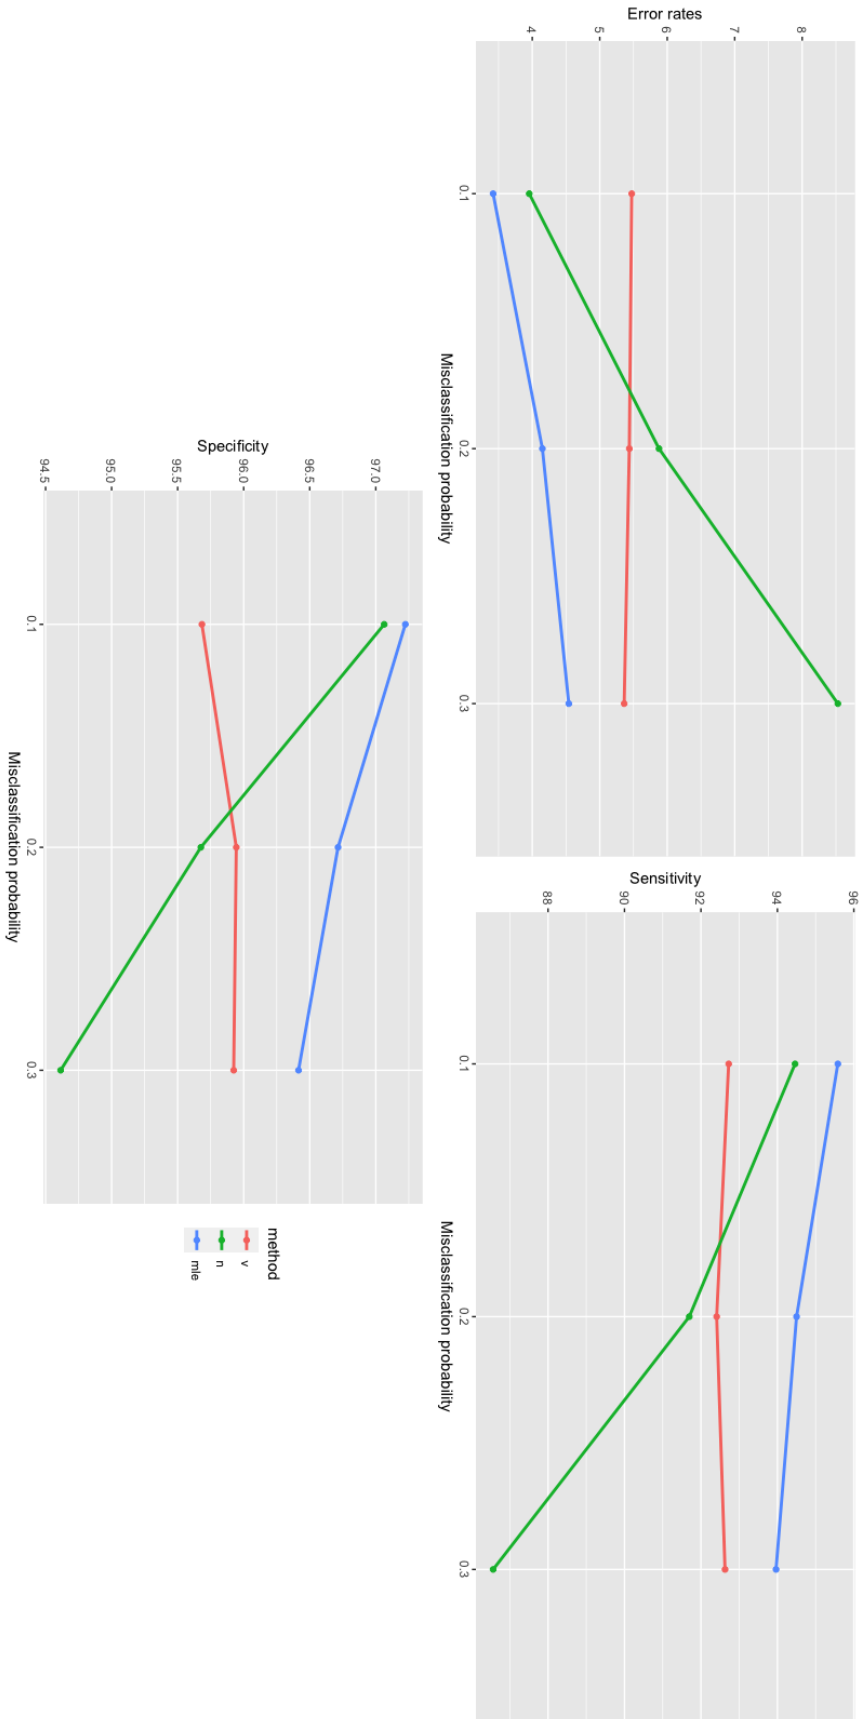 Error rates
8
7
6
5
4
0.1
0.2
0.3
Misclassification probability
Sensitivity
96
94
92
90
88
0.1
0.2
0.3
Misclassification probability
Specificity
97.0
96.5
96.0
95.5
95.0
94.5
0.1
0.2
0.3
Misclassification probability
method
v
n
mle